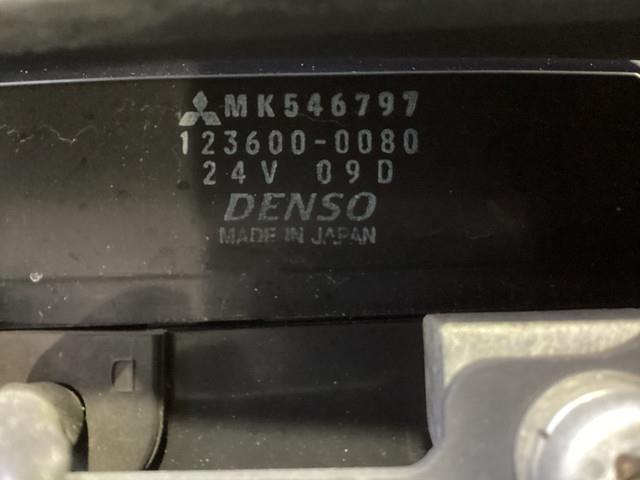 MK546797
123600-0080
24V 09D
DENSO
MADE IN JAPAN